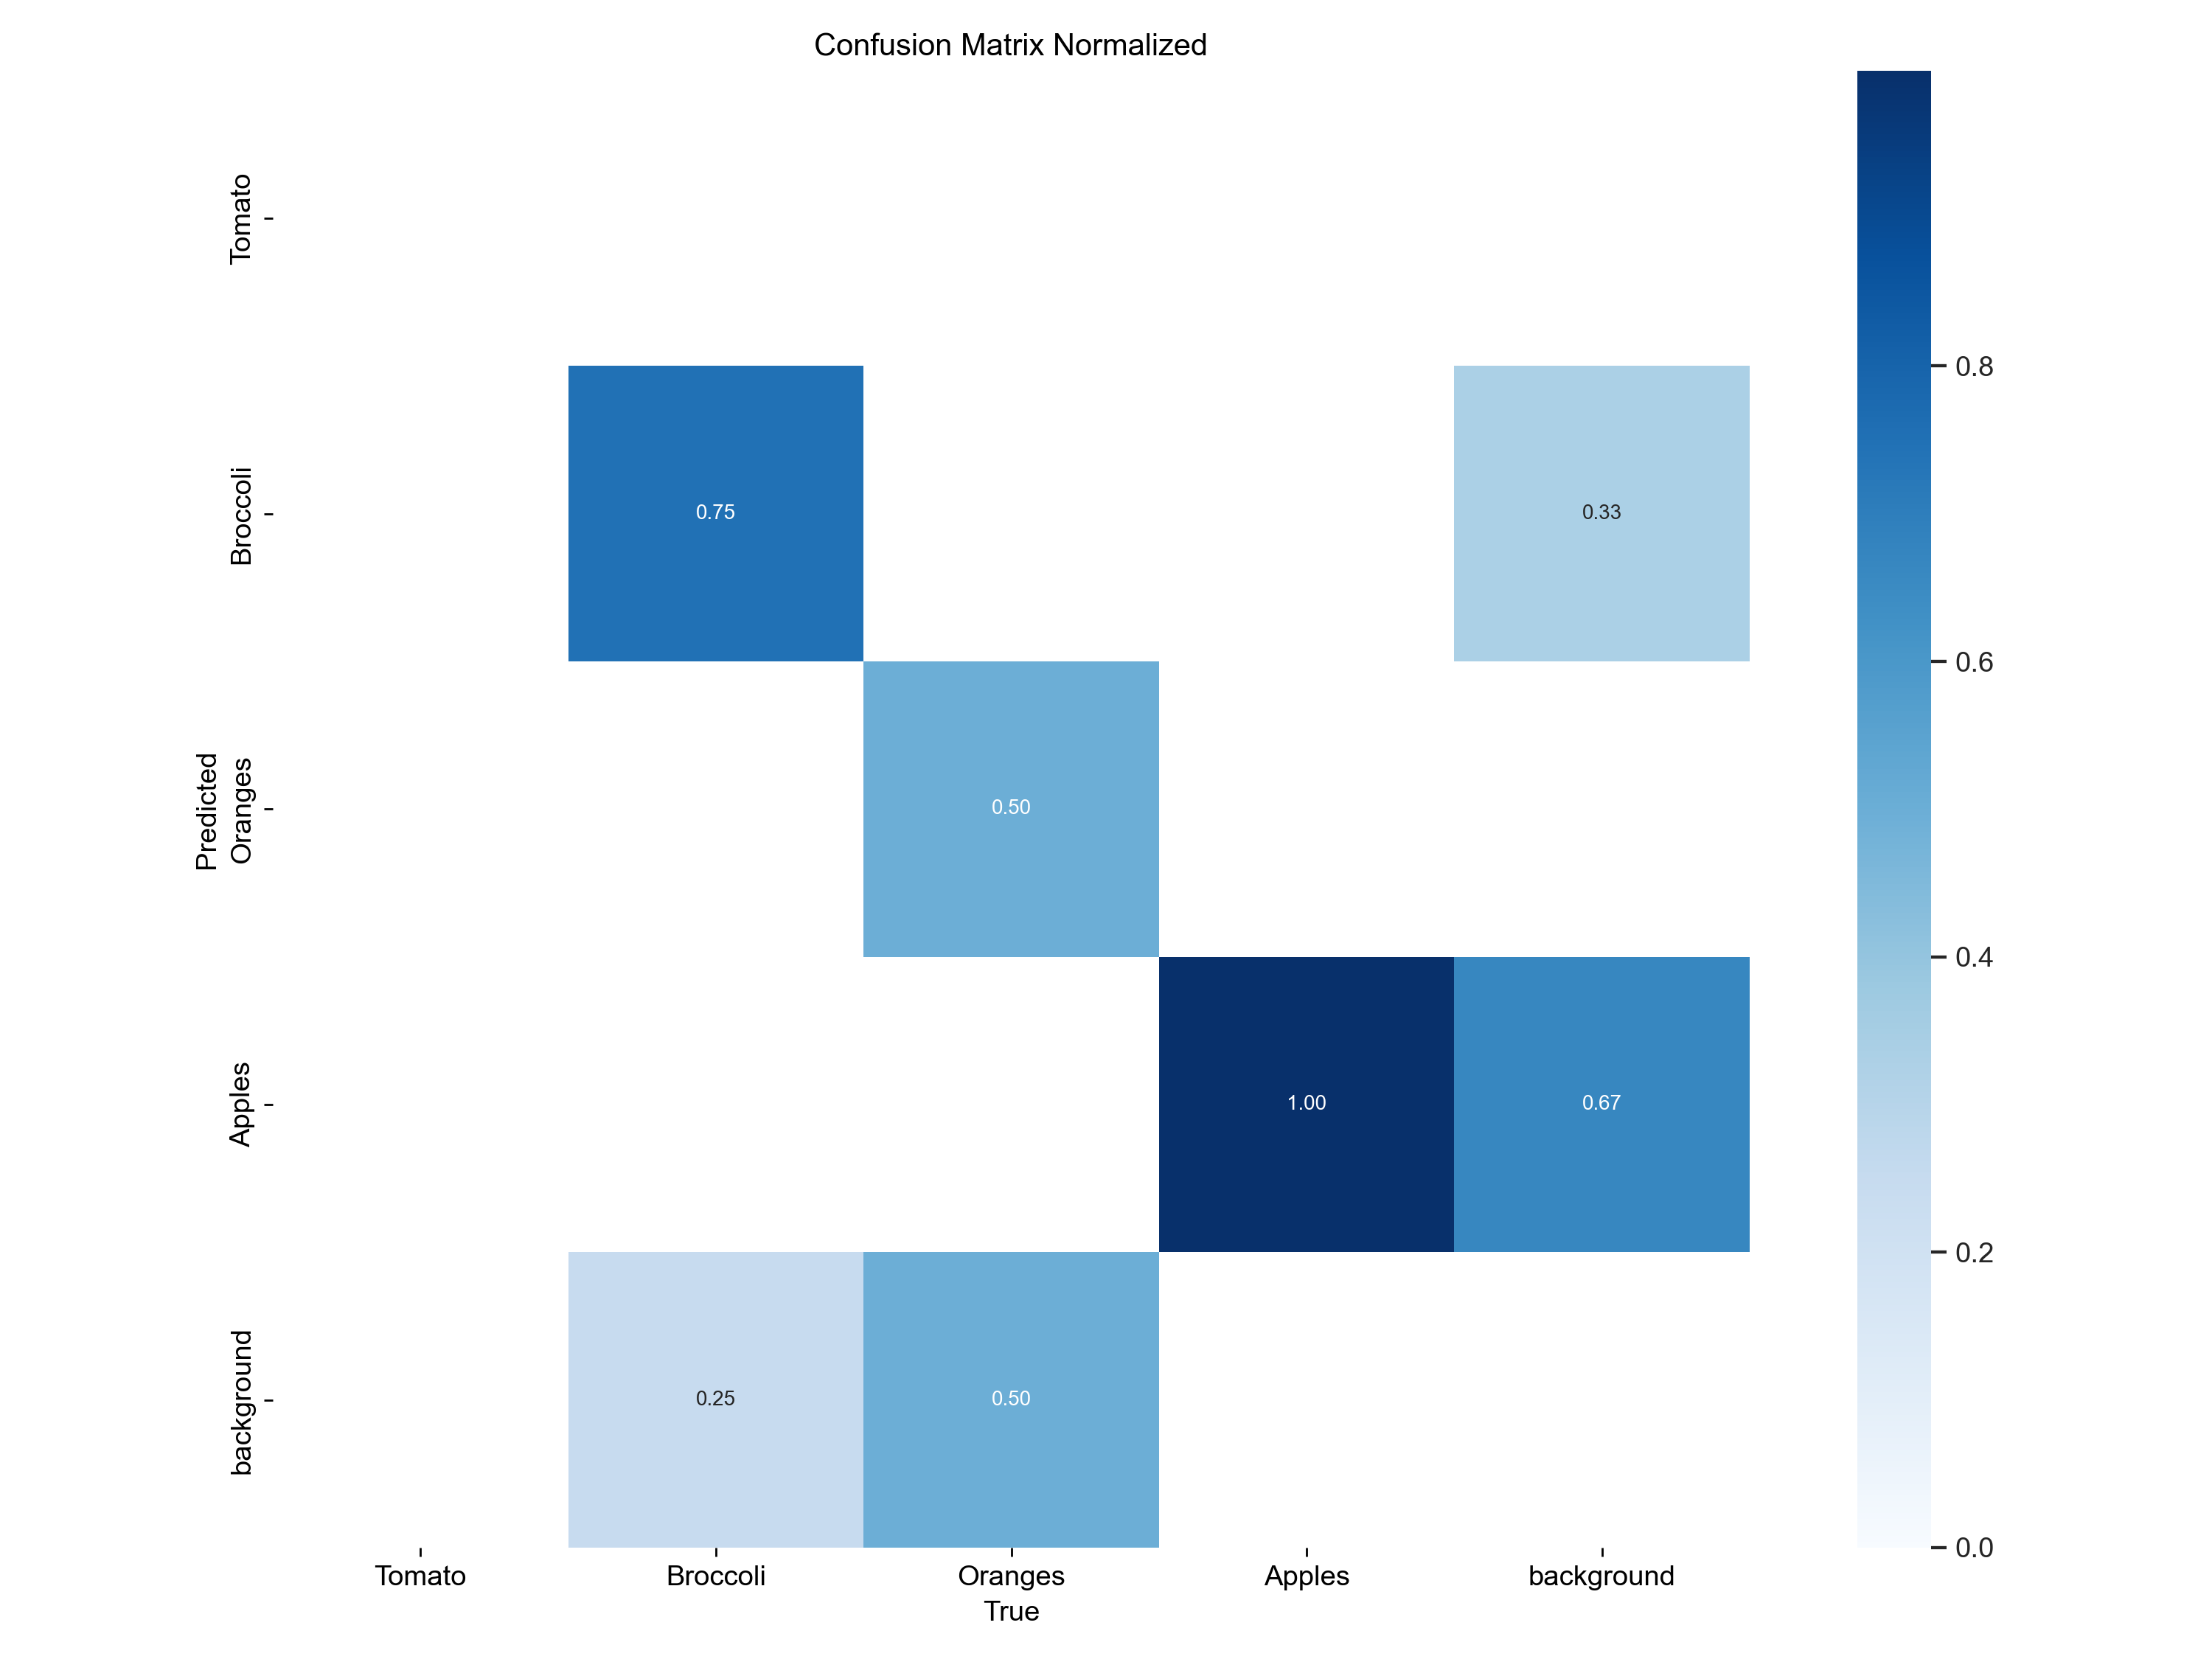 Confusion Matrix Normalized
Tomato
Broccoli
Predicted
Oranges
Apples
background
0.75
0.33
0.50
1.00
0.67
0.25
0.50
Tomato
Broccoli
Oranges
Apples
background
True
0.8
0.6
0.4
0.2
0.0